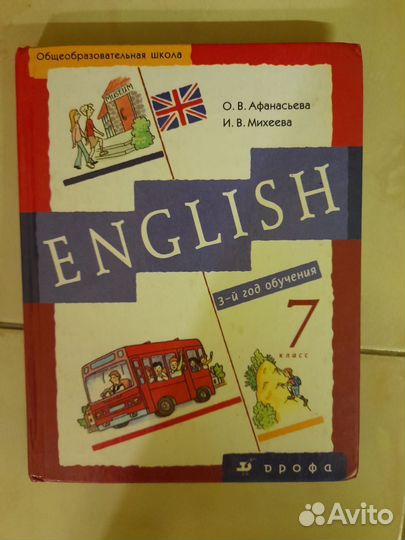 Общеобразовательная школа
MUSEUM
О. В. Афанасьева
И. В. Михеева
ENGLISH
3-й год обучения
7
класс
дрофа
Avito